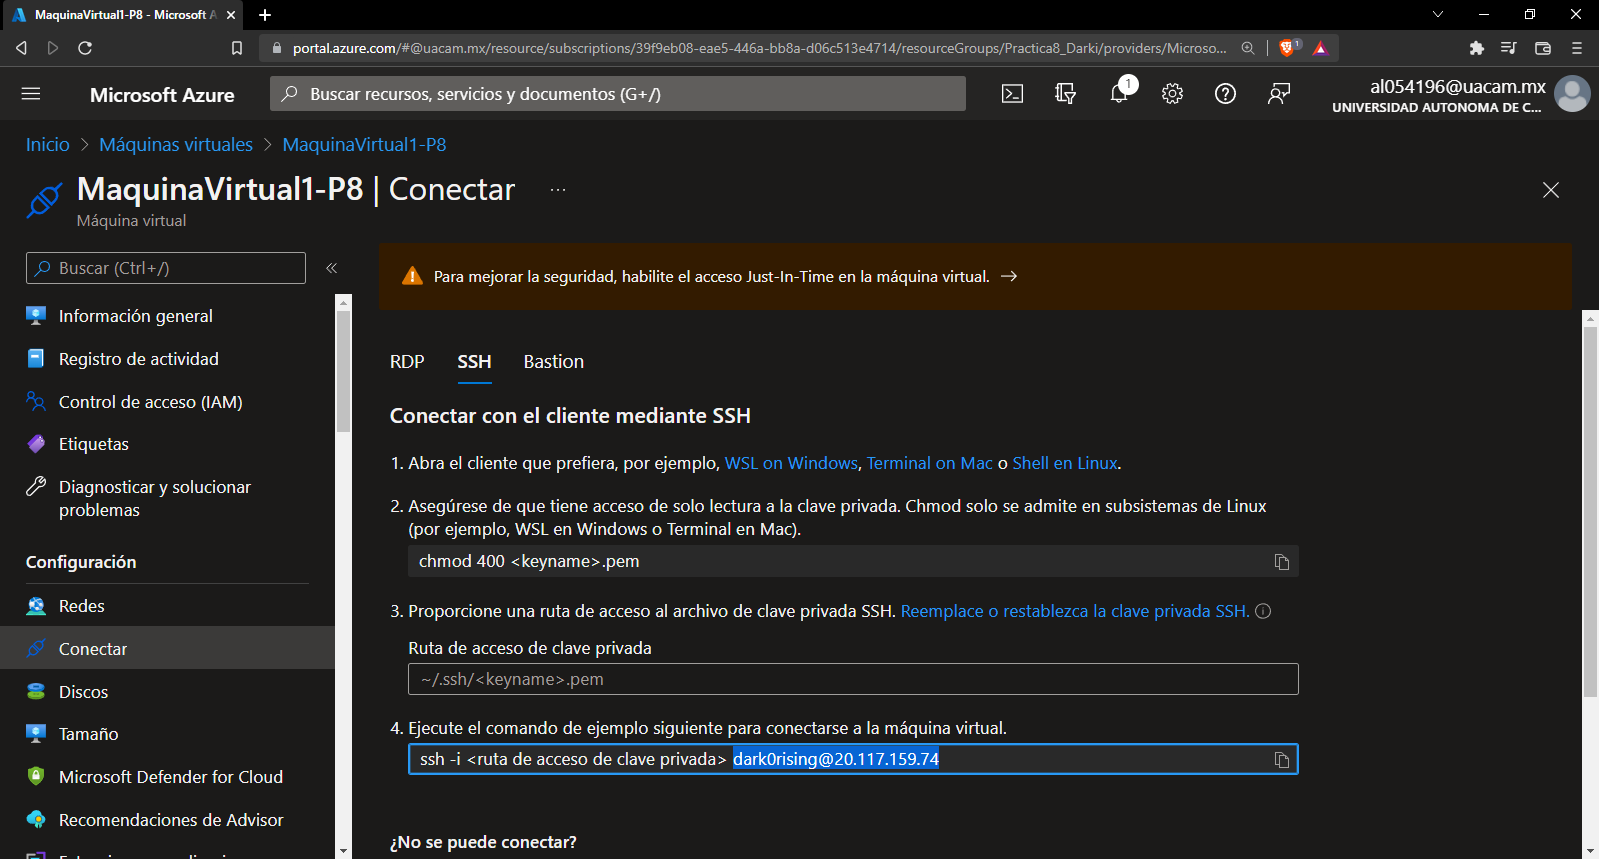 MaquinaVirtual1-P8 - Microsoft A
portal.azure.com/#@uacam.mx/resource/subscriptions/39f9eb08-eae5-446a-bb8a-d06c513e4714/resourceGroups/Practica8_Darki/providers/Microso...
1
Microsoft Azure
Buscar recursos, servicios y documentos (G+/)
1
al054196@uacam.mx
UNIVERSIDAD AUTONOMA DE C...
Inicio > Máquinas virtuales > MaquinaVirtual1-P8
MaquinaVirtual1-P8 | Conectar ...
Máquina virtual
Buscar (Ctrl+/)
«
Información general
Registro de actividad
Control de acceso (IAM)
Etiquetas
Diagnosticar y solucionar
problemas
Configuración
Redes
Conectar
Discos
Tamaño
Microsoft Defender for Cloud
Recomendaciones de Advisor
Para mejorar la seguridad, habilite el acceso Just-In-Time en la máquina virtual. →
RDP SSH Bastion
Conectar con el cliente mediante SSH
1. Abra el cliente que prefiera, por ejemplo, WSL on Windows, Terminal on Mac o Shell en Linux.
2. Asegúrese de que tiene acceso de solo lectura a la clave privada. Chmod solo se admite en subsistemas de Linux
(por ejemplo, WSL en Windows o Terminal en Mac).
chmod 400 <keyname>.pem
3. Proporcione una ruta de acceso al archivo de clave privada SSH. Reemplace o restablezca la clave privada SSH.
Ruta de acceso de clave privada
~/.ssh/<keyname>.pem
4. Ejecute el comando de ejemplo siguiente para conectarse a la máquina virtual.
ssh -i <ruta de acceso de clave privada> dark0rising@20.117.159.74
¿No se puede conectar?